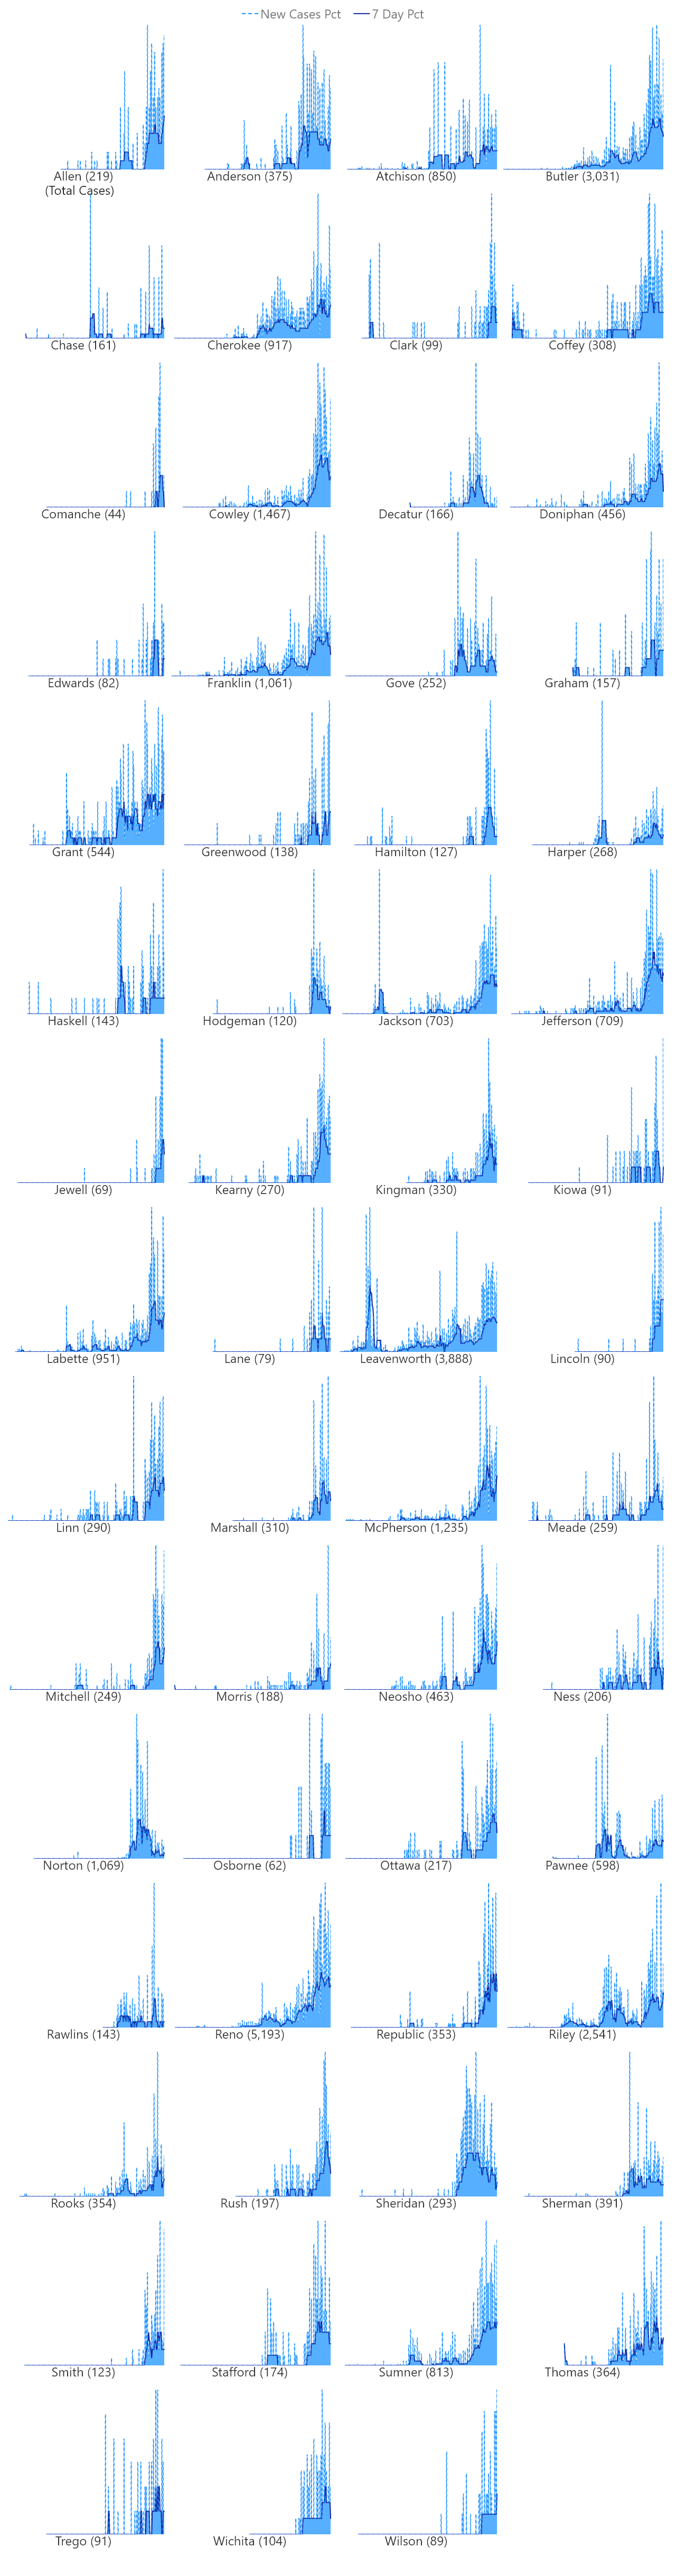 New Cases Pct 7 Day Pct
Allen (219) Anderson (375) Atchison (850) Butler (3,031)
(Total Cases)
Chase (161) Cherokee (917) Clark (99) Coffey (308)
Comanche (44) Cowley (1,467) Decatur (166) Doniphan (456)
Edwards (82) Franklin (1,061) Gove (252) Graham (157)
Grant (544) Greenwood (138) Hamilton (127) Harper (268)
Haskell (143) Hodgeman (120) Jackson (703) Jefferson (709)
Jewell (69) Kearny (270) Kingman (330) Kiowa (91)
Labette (951) Lane (79) Leavenworth (3,888) Lincoln (90)
Linn (290) Marshall (310) McPherson (1,235) Meade (259)
Mitchell (249) Morris (188) Neosho (463) Ness (206)
Norton (1,069) Osborne (62) Ottawa (217) Pawnee (598)
Rawlins (143) Reno (5,193) Republic (353) Riley (2,541)
Rooks (354) Rush (197) Sheridan (293) Sherman (391)
Smith (123) Stafford (174) Sumner (813) Thomas (364)
Trego (91) Wichita (104) Wilson (89)